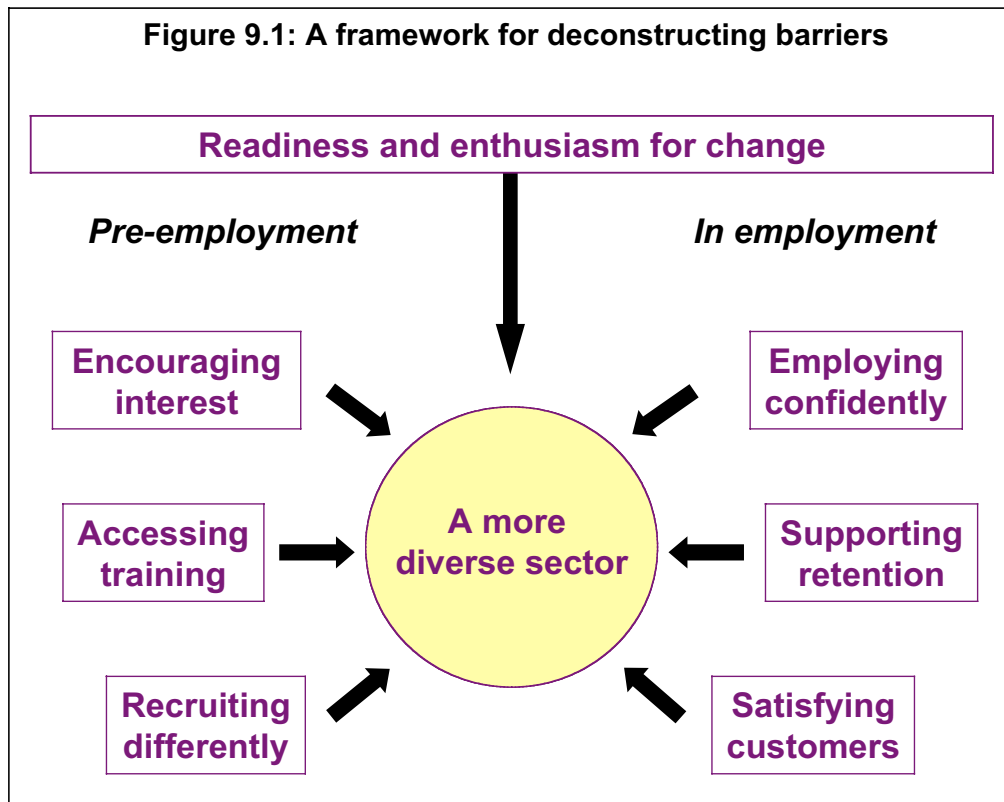 Figure 9.1: A framework for deconstructing barriers
Readiness and enthusiasm for change
Pre-employment
In employment
Encouraging
interest
Employing
confidently
Accessing
training
A more
diverse sector
Supporting
retention
Recruiting
differently
Satisfying
customers